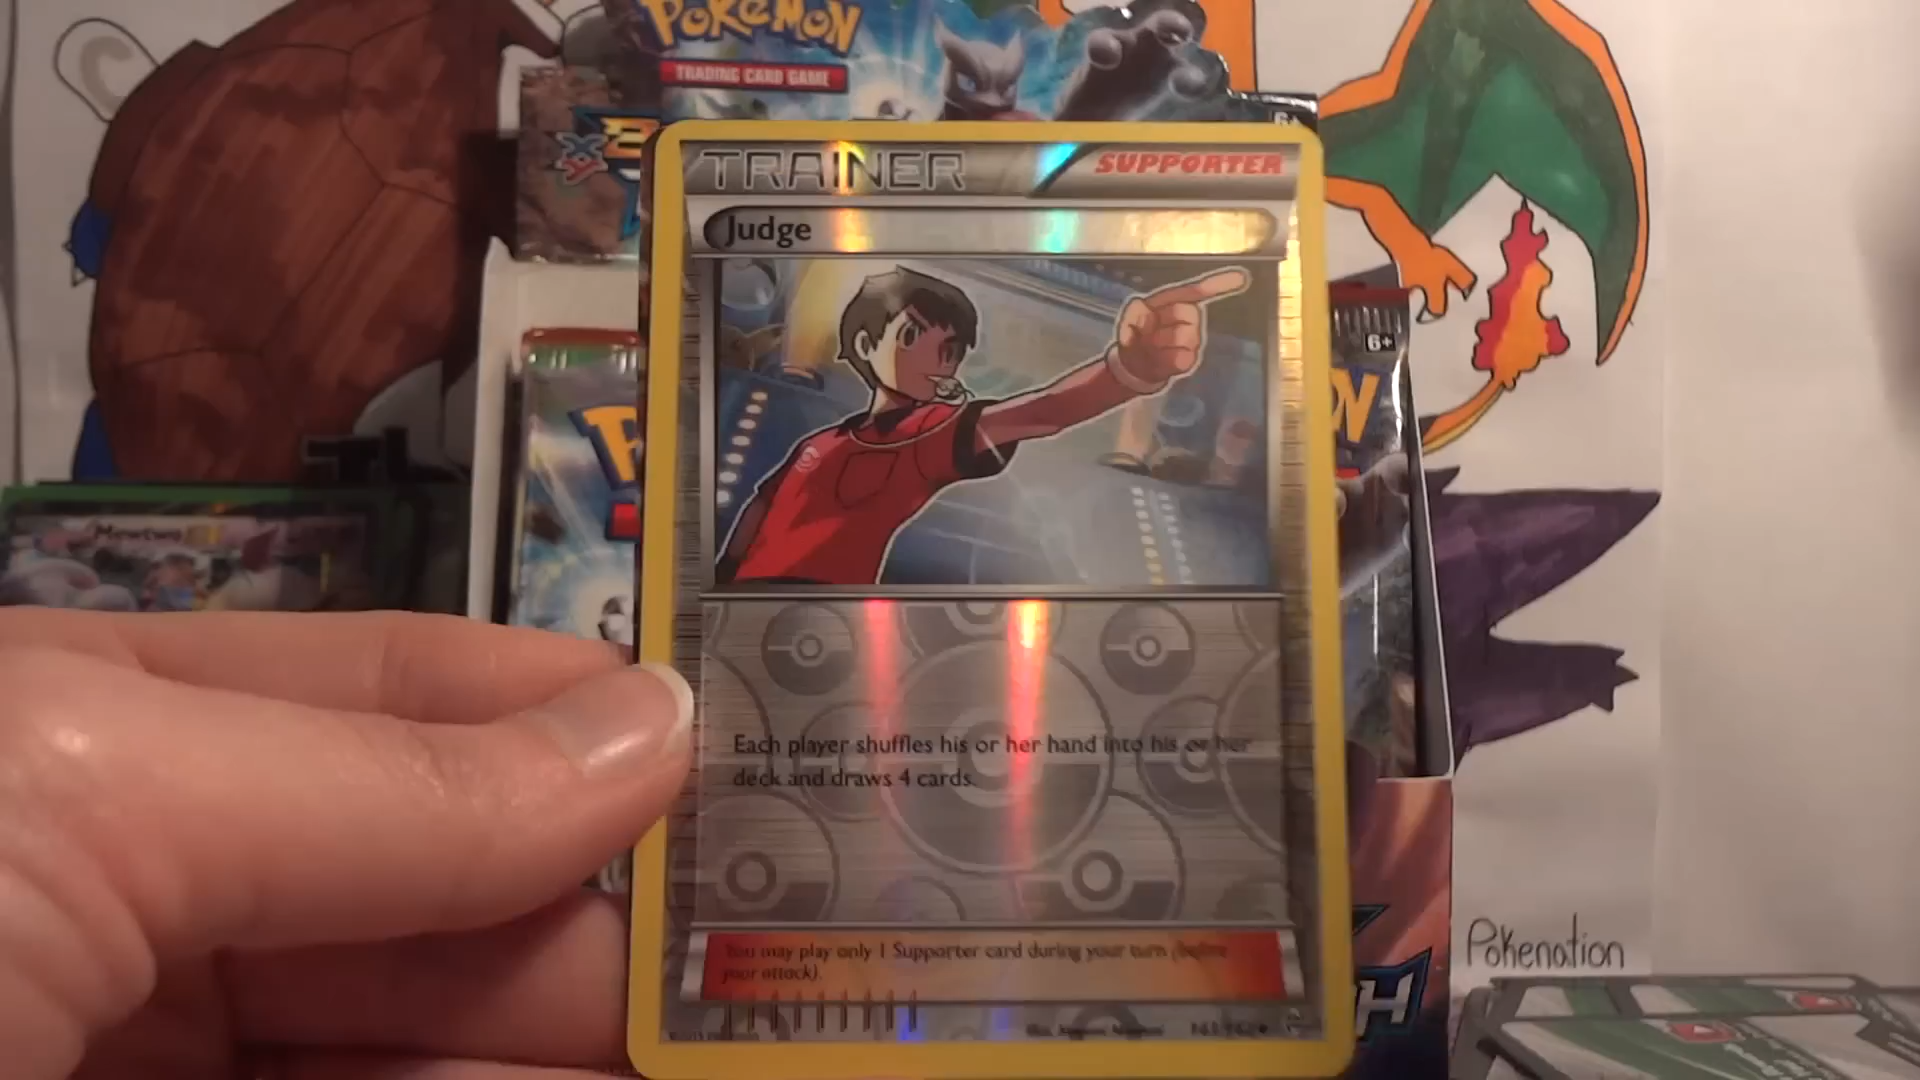 POKéMON
TRADING CARD GAME
6+
TRAINER
SUPPORTER
Judge
6+
Mewtwo
Each player shuffles his or her hand into his or her
deck and draws 4 cards.
You may play only 1 Supporter card during your turn (before
your attack).
Pokenation